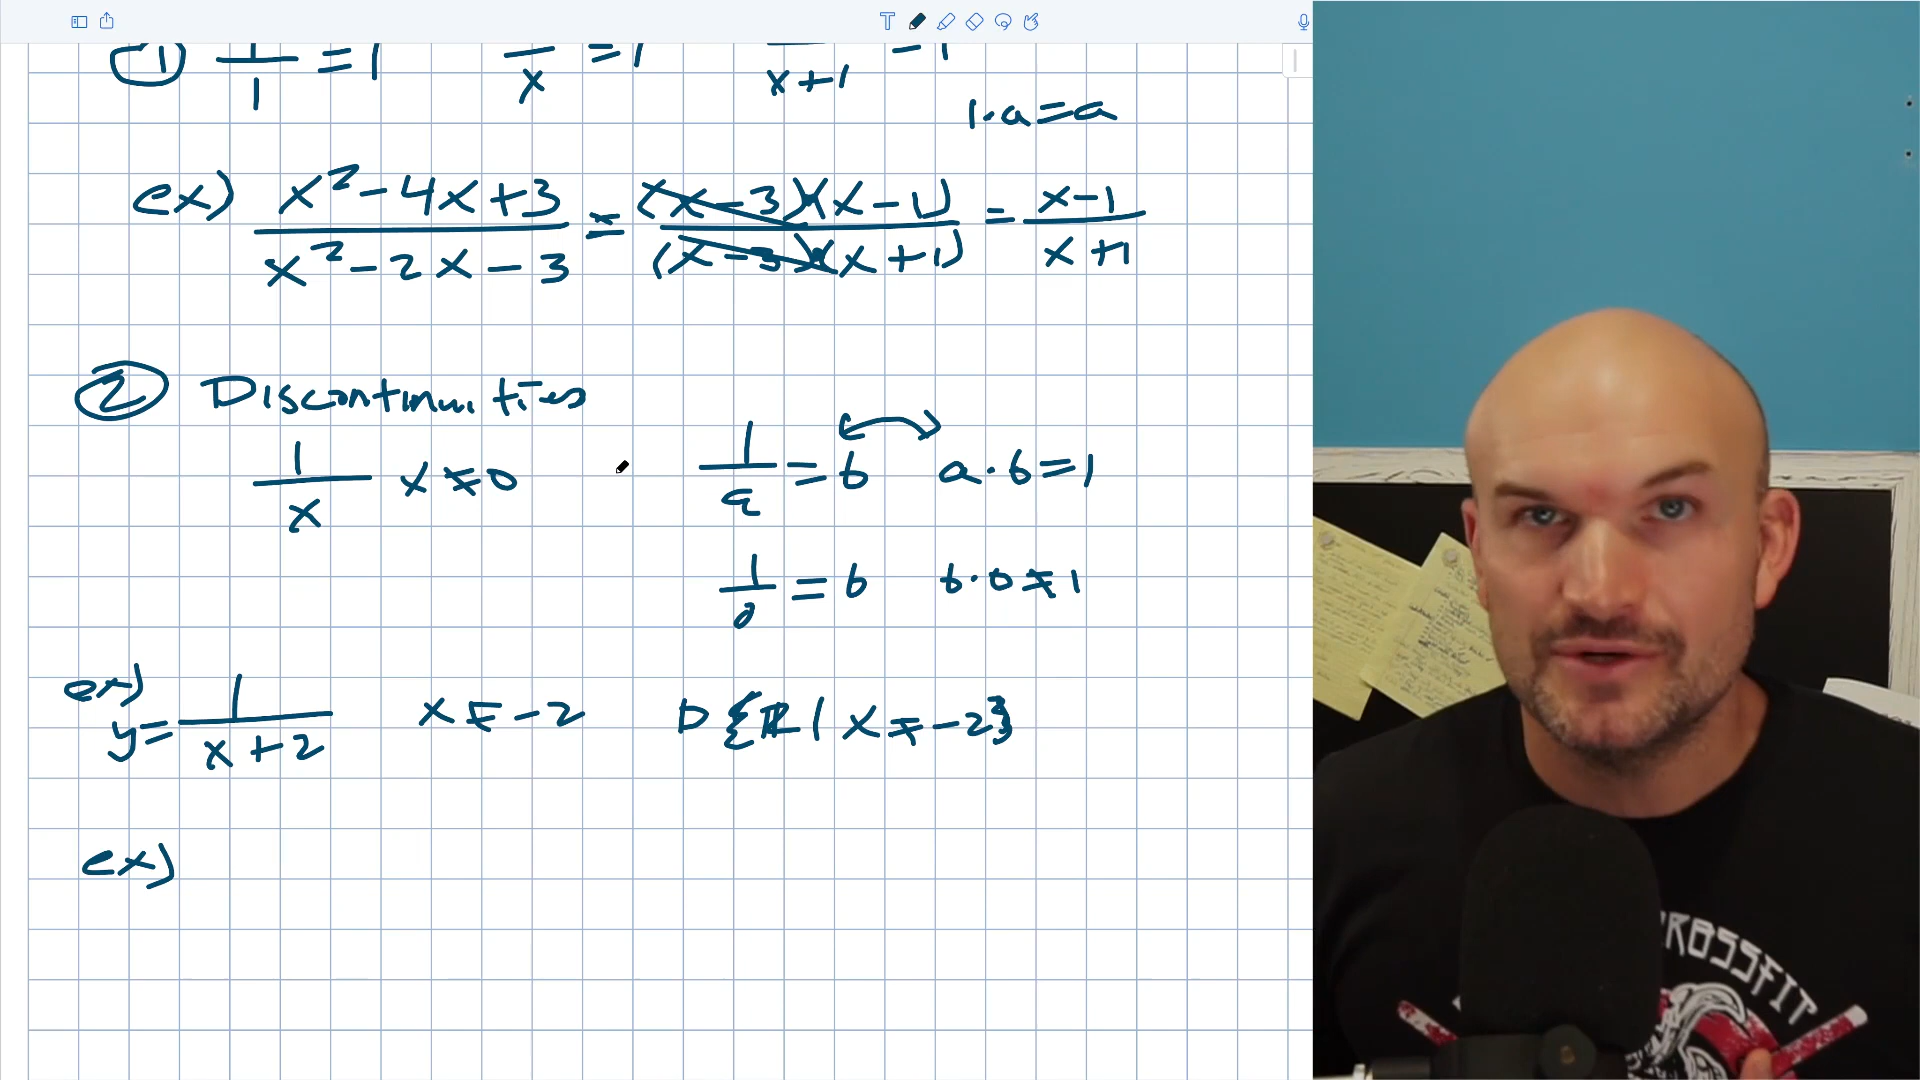 ① 1/1 = 1   /x = 1   /x+1 = 1
1·a=a
ex) x²-4x+3/x²-2x-3 = (x-3)(x-1)/(x-3)(x+1) = x-1/x+1
② Discontinuities
1/x x≠0   1/a = b   a·b=1
1/0 = b   b·0≠1
ex) y= 1/x+2   x≠-2   D{ℝ| x≠-2}
ex)
CROSSFIT